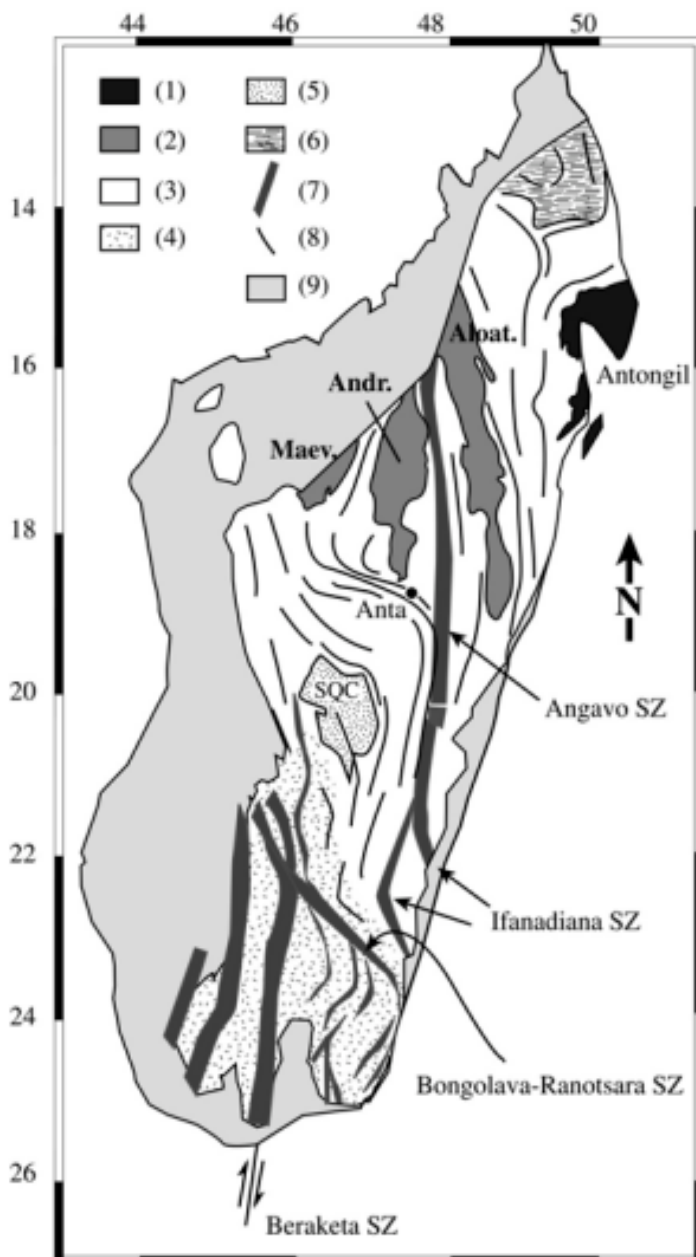 44 46 48 50
(1) (5)
(2) (6)
(3) (7)
(4) (8)
(9)
14
16
18
20
22
24
26
Aloat.
Antongil
Andr.
Maev.
Anta
N
SQC
Angavo SZ
Ifanadiana SZ
Bongolava-Ranotsara SZ
Beraketa SZ